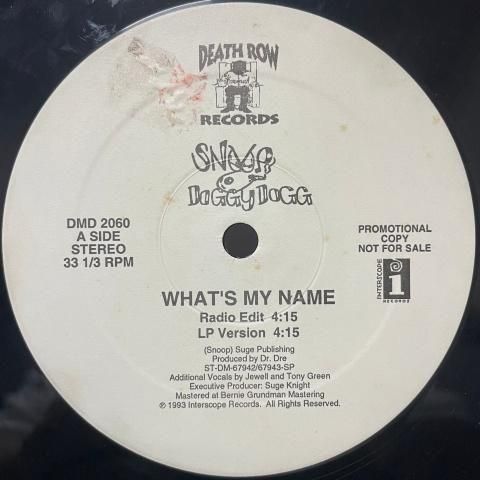 DEATH ROW
RECORDS
SNOOP
DOGGY DOGG
DMD 2060
A SIDE
STEREO
33 1/3 RPM
PROMOTIONAL
COPY
NOT FOR SALE
INTERSCOPE
i
RECORDS
WHAT'S MY NAME
Radio Edit 4:15
LP Version 4:15
(Snoop) Suge Publishing
Produced by Dr. Dre
ST-DM-67942/67943-SP
Additional Vocals by Jewell and Tony Green
Executive Producer: Suge Knight
Mastered at Bernie Grundman Mastering
℗ 1993 Interscope Records. All Rights Reserved.